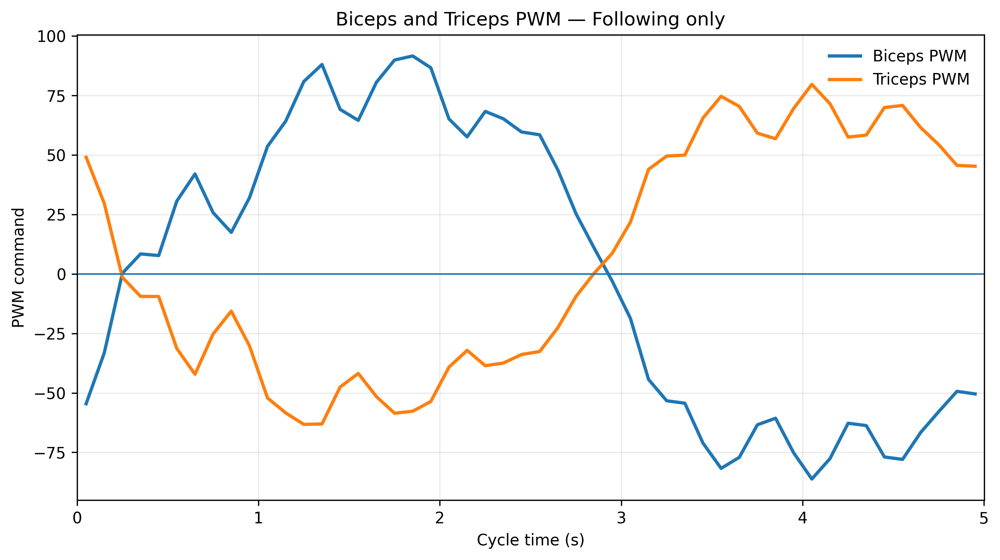 Biceps and Triceps PWM — Following only
100
75
50
25
0
−25
−50
−75
PWM command
Biceps PWM
Triceps PWM
0 1 2 3 4 5
Cycle time (s)